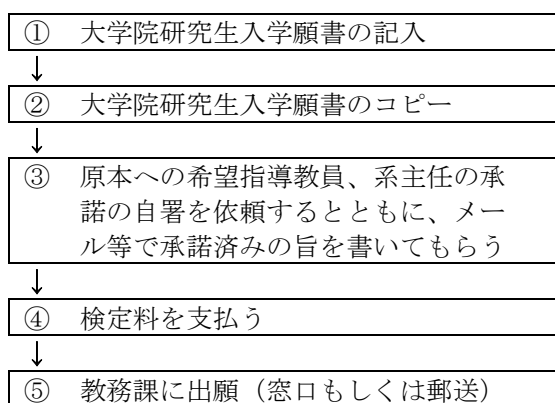 ① 大学院研究生入学願書の記入
↓
② 大学院研究生入学願書のコピー
↓
③ 原本への希望指導教員、系主任の承
諾の自署を依頼するとともに、メー
ル等で承諾済みの旨を書いてもらう
↓
④ 検定料を支払う
↓
⑤ 教務課に出願（窓口もしくは郵送）